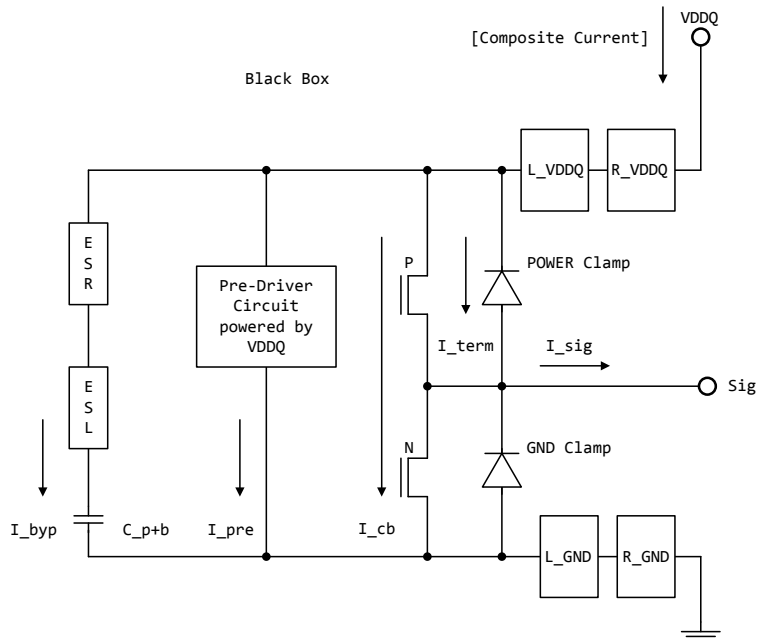 VDDQ
[Composite Current]
Black Box
L_VDDQ
R_VDDQ
E
S
R
P
POWER Clamp
Pre-Driver
Circuit
powered by
VDDQ
I_term
I_sig
Sig
E
S
L
N
GND Clamp
I_byp
C_p+b
I_pre
I_cb
L_GND
R_GND